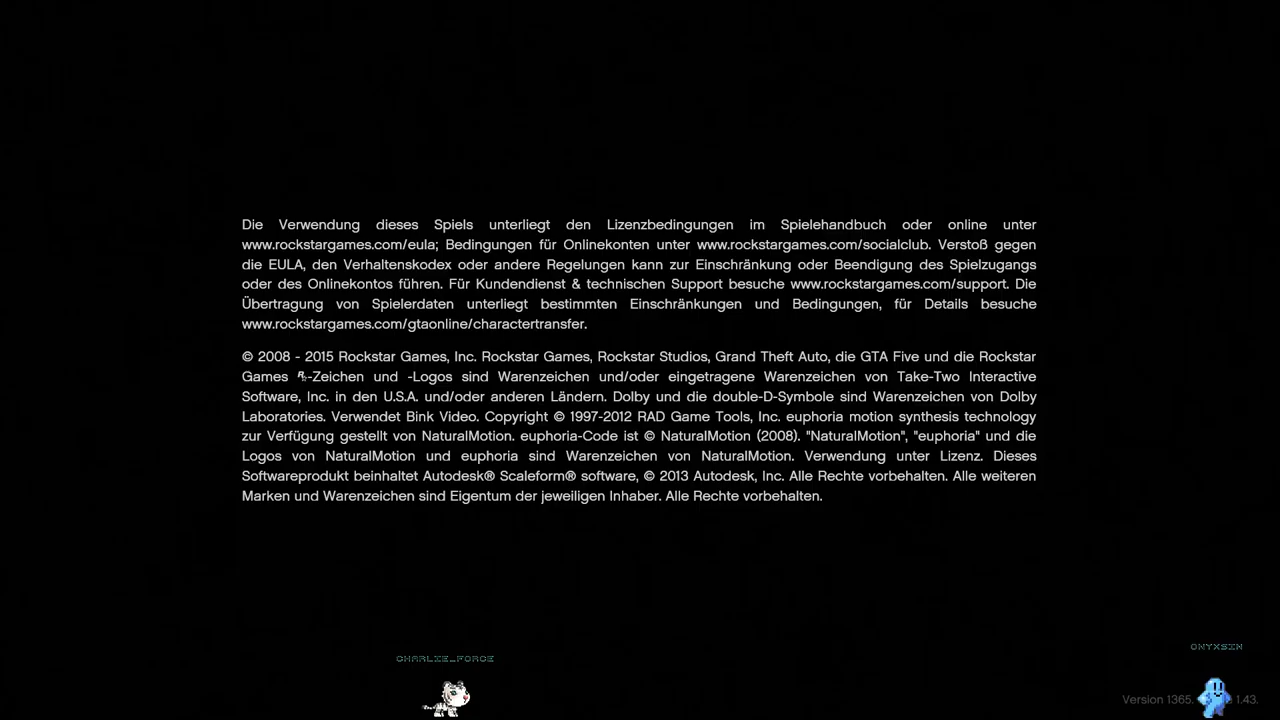 Die Verwendung dieses Spiels unterliegt den Lizenzbedingungen im Spielehandbuch oder online unter
www.rockstargames.com/eula; Bedingungen für Onlinekonten unter www.rockstargames.com/socialclub. Verstoß gegen
die EULA, den Verhaltenskodex oder andere Regelungen kann zur Einschränkung oder Beendigung des Spielzugangs
oder des Onlinekontos führen. Für Kundendienst & technischen Support besuche www.rockstargames.com/support. Die
Übertragung von Spielerdaten unterliegt bestimmten Einschränkungen und Bedingungen, für Details besuche
www.rockstargames.com/gtaonline/charactertransfer.
© 2008 - 2015 Rockstar Games, Inc. Rockstar Games, Rockstar Studios, Grand Theft Auto, die GTA Five und die Rockstar
Games R*-Zeichen und -Logos sind Warenzeichen und/oder eingetragene Warenzeichen von Take-Two Interactive
Software, Inc. in den U.S.A. und/oder anderen Ländern. Dolby und die double-D-Symbole sind Warenzeichen von Dolby
Laboratories. Verwendet Bink Video. Copyright © 1997-2012 RAD Game Tools, Inc. euphoria motion synthesis technology
zur Verfügung gestellt von NaturalMotion. euphoria-Code ist © NaturalMotion (2008). "NaturalMotion", "euphoria" und die
Logos von NaturalMotion und euphoria sind Warenzeichen von NaturalMotion. Verwendung unter Lizenz. Dieses
Softwareprodukt beinhaltet Autodesk® Scaleform® software, © 2013 Autodesk, Inc. Alle Rechte vorbehalten. Alle weiteren
Marken und Warenzeichen sind Eigentum der jeweiligen Inhaber. Alle Rechte vorbehalten.
ONYXSIN
CHARLIE_FORCE
Version 1365. 1.43.